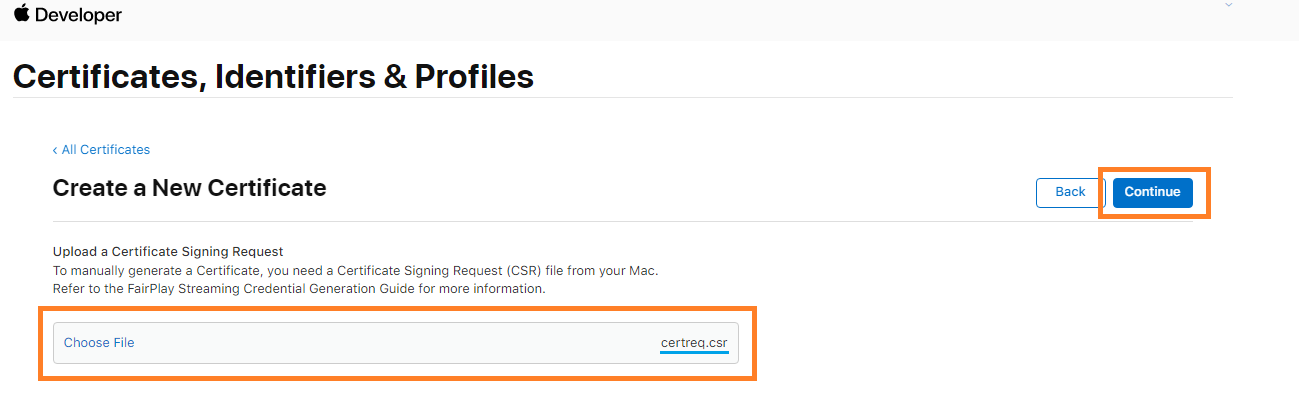 Developer
Certificates, Identifiers & Profiles
‹ All Certificates
Create a New Certificate
Back
Continue
Upload a Certificate Signing Request
To manually generate a Certificate, you need a Certificate Signing Request (CSR) file from your Mac.
Refer to the FairPlay Streaming Credential Generation Guide for more information.
Choose File
certreq.csr